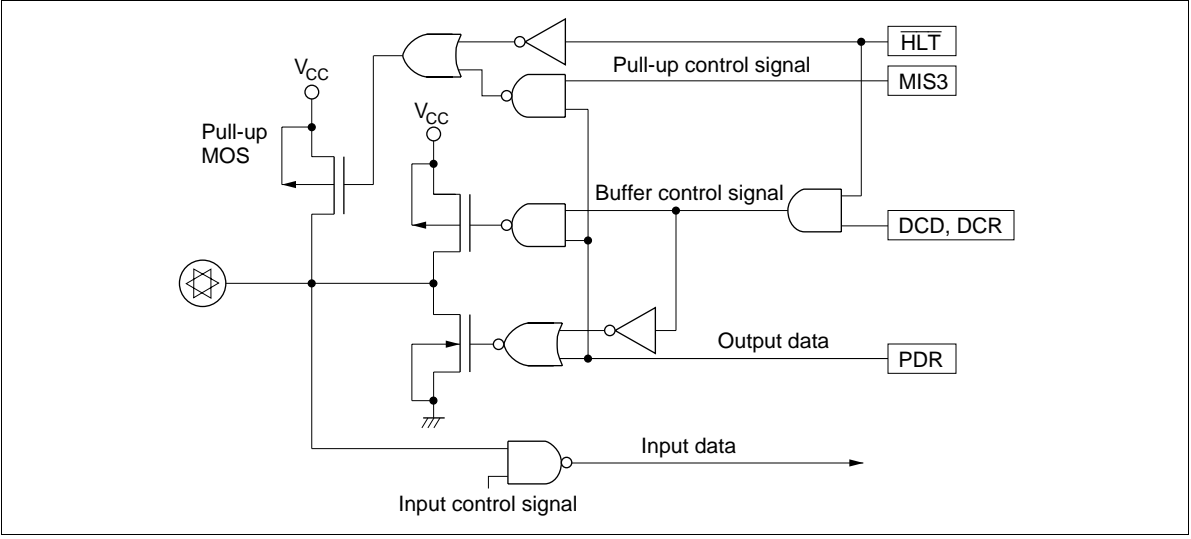 HLT
Pull-up control signal
MIS3
VCC
Pull-up
MOS
VCC
Buffer control signal
DCD, DCR
Output data
PDR
Input data
Input control signal